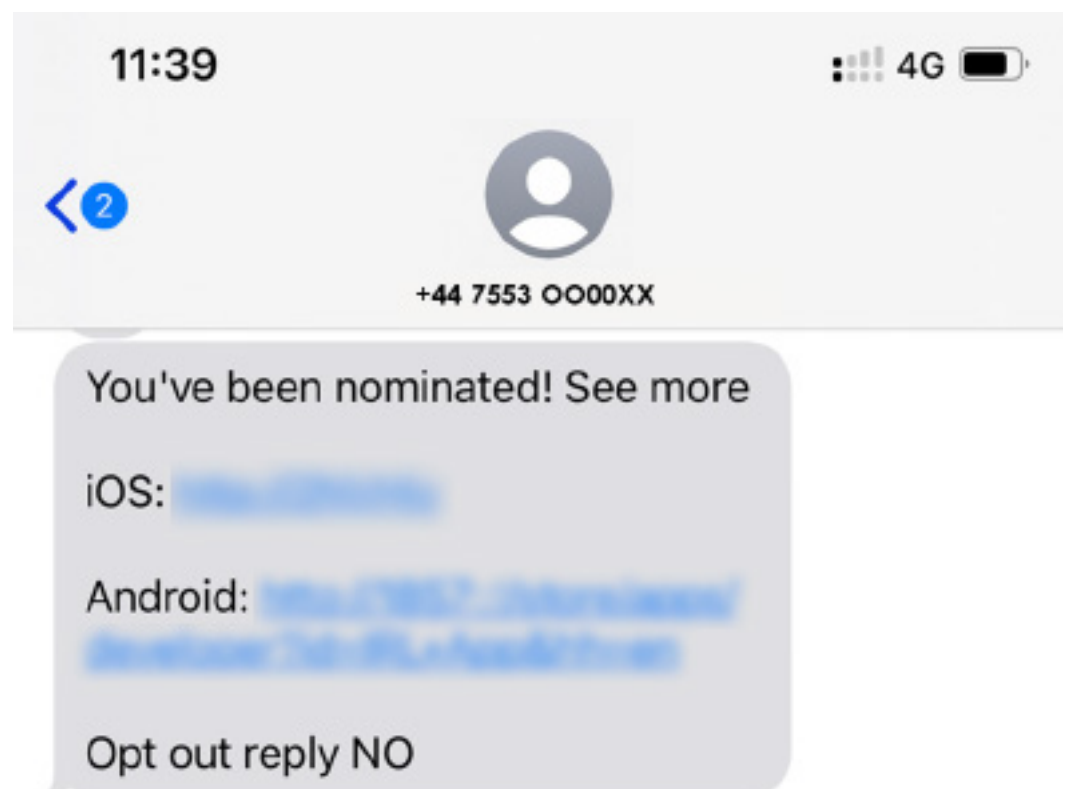 11:39
4G
2
+44 7553 OO00XX
You've been nominated! See more
iOS:
Android:
Opt out reply NO